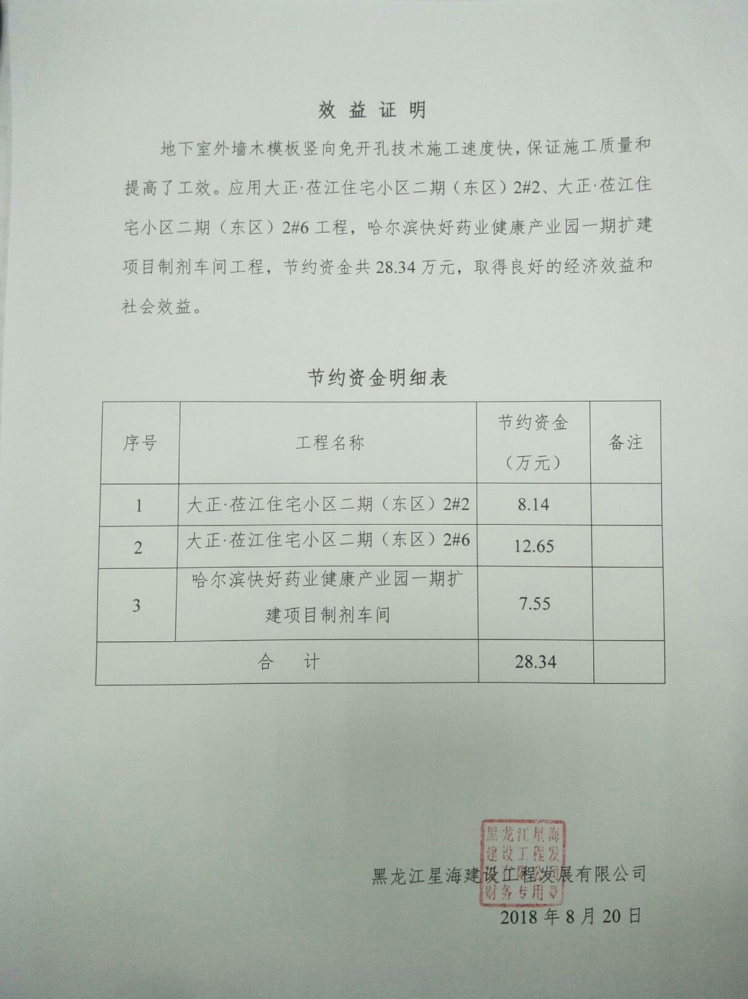 效益证明
地下室外墙木模板竖向免开孔技术施工速度快，保证施工质量和
提高了工效。应用大正·莅江住宅小区二期（东区）2#2、大正·莅江住
宅小区二期（东区）2#6 工程，哈尔滨快好药业健康产业园一期扩建
项目制剂车间工程，节约资金共 28.34 万元，取得良好的经济效益和
社会效益。
节约资金明细表
序号 工程名称 节约资金（万元） 备注
1 大正·莅江住宅小区二期（东区）2#2 8.14
2 大正·莅江住宅小区二期（东区）2#6 12.65
3 哈尔滨快好药业健康产业园一期扩建项目制剂车间 7.55
合 计 28.34
黑龙江星海
建设工程发
展有限公司
财务专用章
黑龙江星海建设工程发展有限公司
2018 年 8 月 20 日